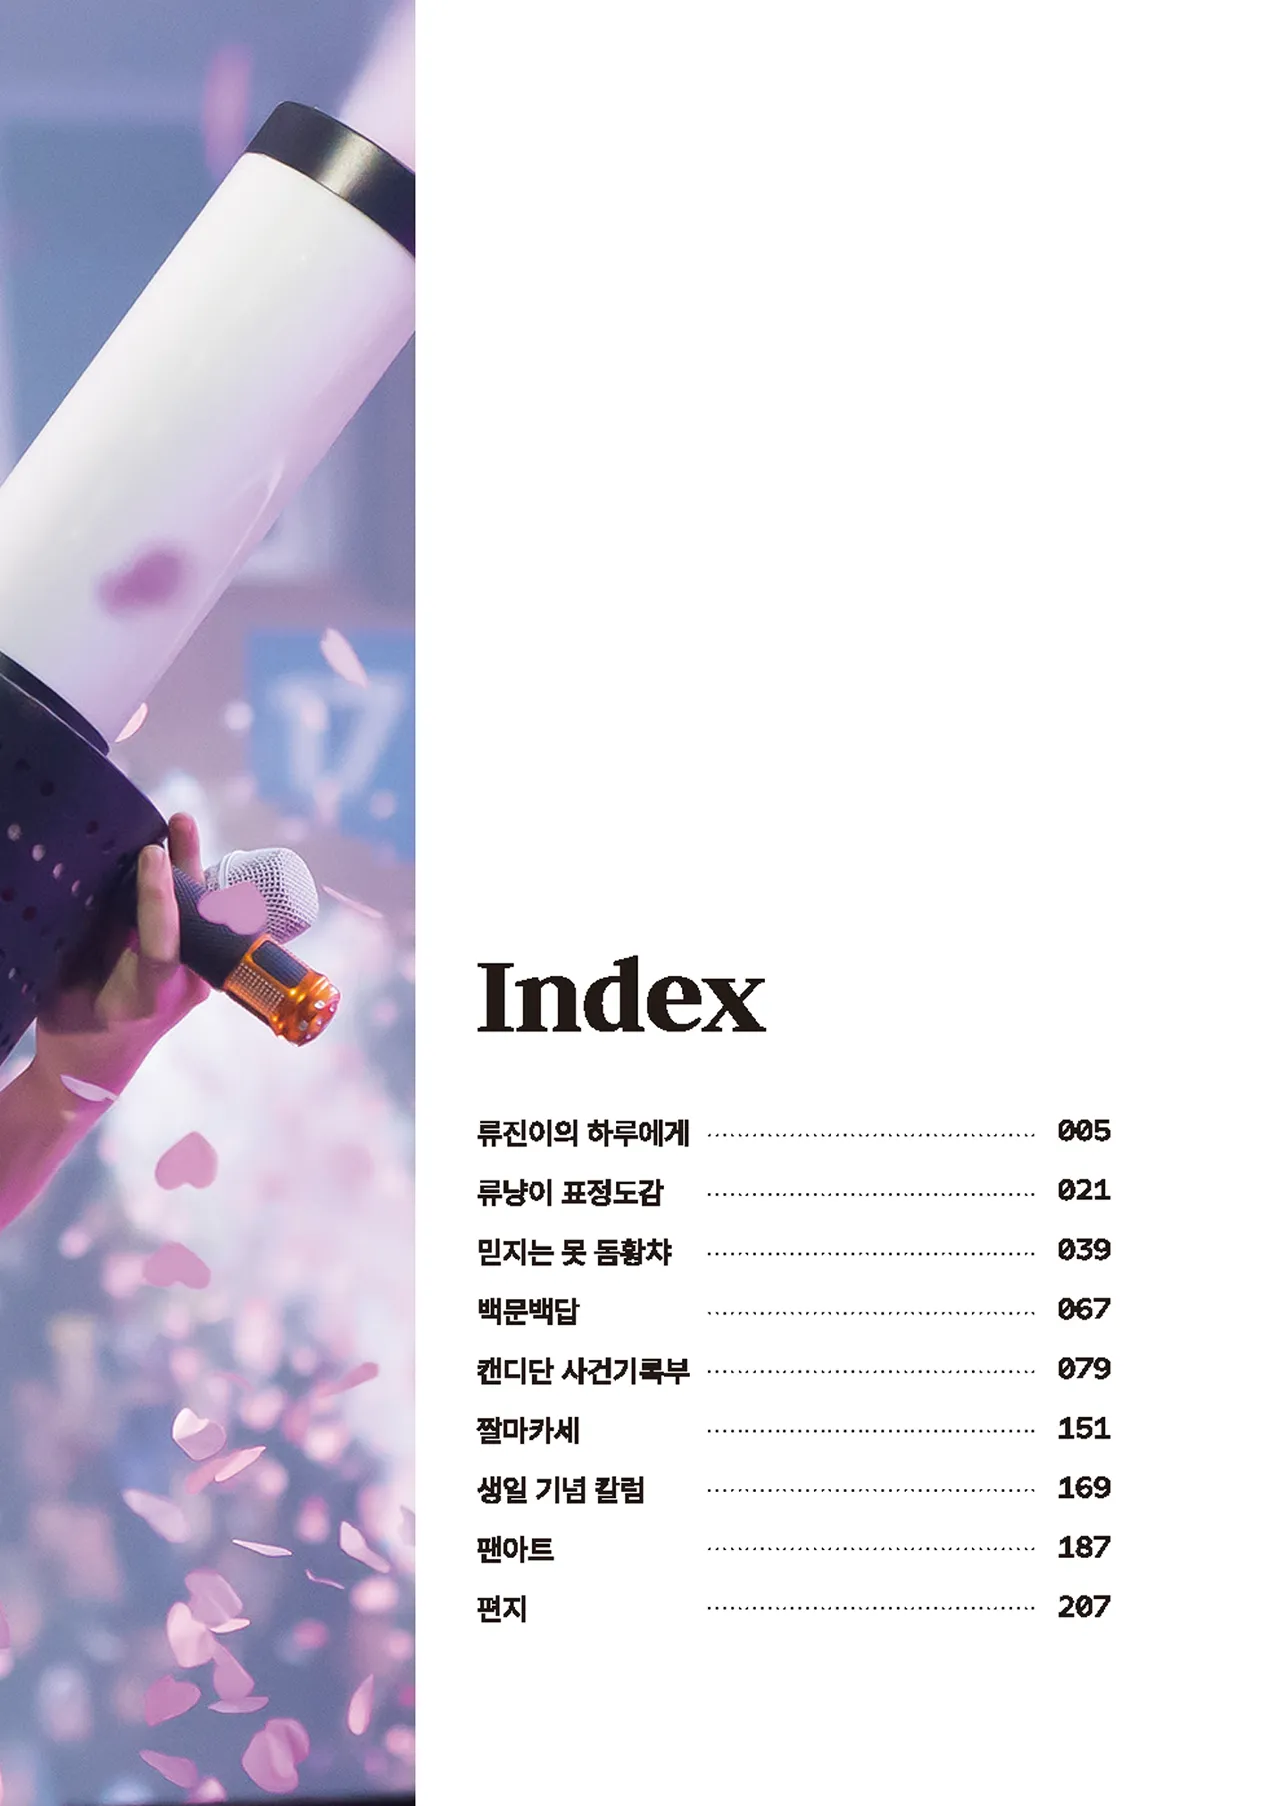 17
Index
류진이의 하루에게 005
류냥이 표정도감 021
믿지는 못 돔황챠 039
백문백답 067
캔디단 사건기록부 079
짤마카세 151
생일 기념 칼럼 169
팬아트 187
편지 207